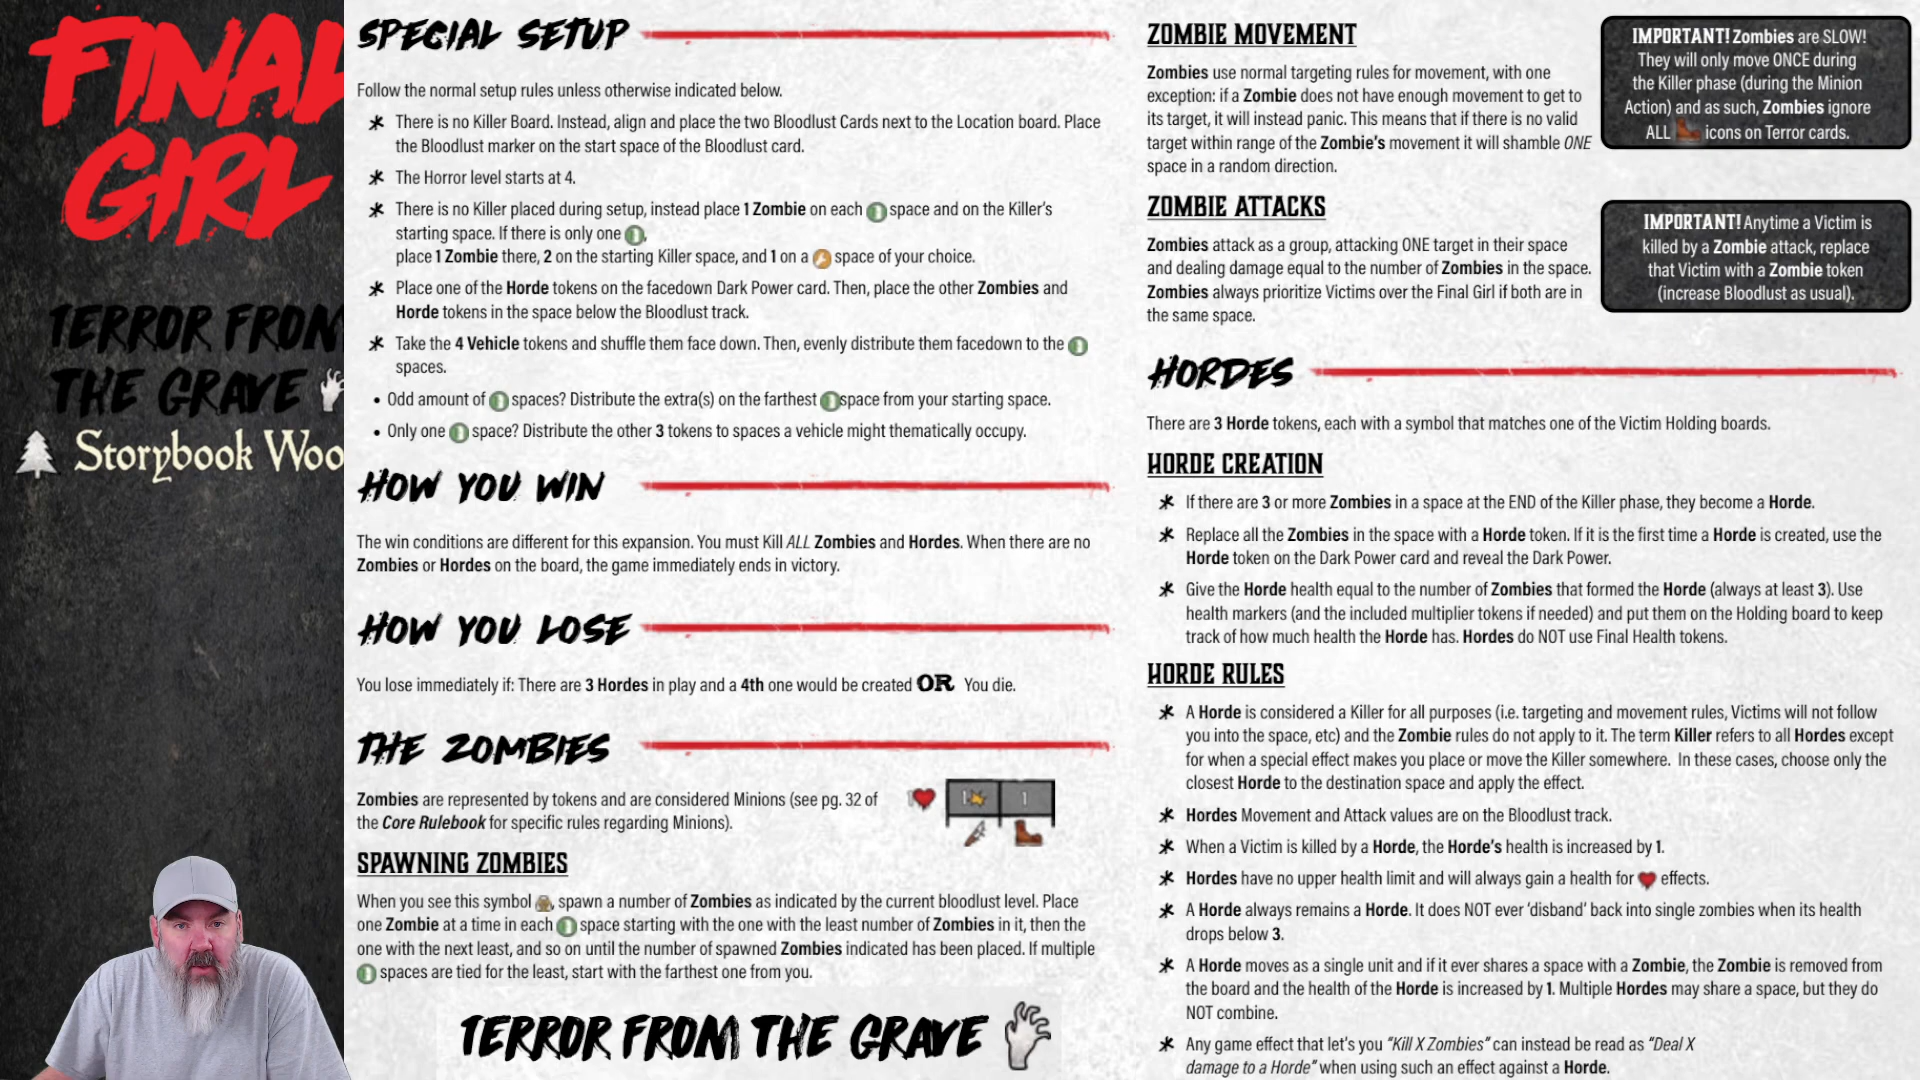 FINAL
GIRL
TERROR FROM
THE GRAVE
Storybook Woo
SPECIAL SETUP
Follow the normal setup rules unless otherwise indicated below.
There is no Killer Board. Instead, align and place the two Bloodlust Cards next to the Location board. Place
the Bloodlust marker on the start space of the Bloodlust card.
The Horror level starts at 4.
There is no Killer placed during setup, instead place 1 Zombie on each space and on the Killer's
starting space. If there is only one ,
place 1 Zombie there, 2 on the starting Killer space, and 1 on a space of your choice.
Place one of the Horde tokens on the facedown Dark Power card. Then, place the other Zombies and
Horde tokens in the space below the Bloodlust track.
Take the 4 Vehicle tokens and shuffle them face down. Then, evenly distribute them facedown to the
spaces.
• Odd amount of spaces? Distribute the extra(s) on the farthest space from your starting space.
• Only one space? Distribute the other 3 tokens to spaces a vehicle might thematically occupy.
HOW YOU WIN
The win conditions are different for this expansion. You must Kill ALL Zombies and Hordes. When there are no
Zombies or Hordes on the board, the game immediately ends in victory.
HOW YOU LOSE
You lose immediately if: There are 3 Hordes in play and a 4th one would be created OR You die.
THE ZOMBIES
Zombies are represented by tokens and are considered Minions (see pg. 32 of
the Core Rulebook for specific rules regarding Minions).
1 1 1
SPAWNING ZOMBIES
When you see this symbol , spawn a number of Zombies as indicated by the current bloodlust level. Place
one Zombie at a time in each space starting with the one with the least number of Zombies in it, then the
one with the next least, and so on until the number of spawned Zombies indicated has been placed. If multiple
spaces are tied for the least, start with the farthest one from you.
TERROR FROM THE GRAVE
ZOMBIE MOVEMENT
Zombies use normal targeting rules for movement, with one
exception: if a Zombie does not have enough movement to get to
its target, it will instead panic. This means that if there is no valid
target within range of the Zombie's movement it will shamble ONE
space in a random direction.
IMPORTANT! Zombies are SLOW!
They will only move ONCE during
the Killer phase (during the Minion
Action) and as such, Zombies ignore
ALL icons on Terror cards.
ZOMBIE ATTACKS
Zombies attack as a group, attacking ONE target in their space
and dealing damage equal to the number of Zombies in the space.
Zombies always prioritize Victims over the Final Girl if both are in
the same space.
IMPORTANT! Anytime a Victim is
killed by a Zombie attack, replace
that Victim with a Zombie token
(increase Bloodlust as usual).
HORDES
There are 3 Horde tokens, each with a symbol that matches one of the Victim Holding boards.
HORDE CREATION
If there are 3 or more Zombies in a space at the END of the Killer phase, they become a Horde.
Replace all the Zombies in the space with a Horde token. If it is the first time a Horde is created, use the
Horde token on the Dark Power card and reveal the Dark Power.
Give the Horde health equal to the number of Zombies that formed the Horde (always at least 3). Use
health markers (and the included multiplier tokens if needed) and put them on the Holding board to keep
track of how much health the Horde has. Hordes do NOT use Final Health tokens.
HORDE RULES
A Horde is considered a Killer for all purposes (i.e. targeting and movement rules, Victims will not follow
you into the space, etc) and the Zombie rules do not apply to it. The term Killer refers to all Hordes except
for when a special effect makes you place or move the Killer somewhere. In these cases, choose only the
closest Horde to the destination space and apply the effect.
Hordes Movement and Attack values are on the Bloodlust track.
When a Victim is killed by a Horde, the Horde's health is increased by 1.
Hordes have no upper health limit and will always gain a health for effects.
A Horde always remains a Horde. It does NOT ever 'disband' back into single zombies when its health
drops below 3.
A Horde moves as a single unit and if it ever shares a space with a Zombie, the Zombie is removed from
the board and the health of the Horde is increased by 1. Multiple Hordes may share a space, but they do
NOT combine.
Any game effect that let's you "Kill X Zombies" can instead be read as "Deal X
damage to a Horde" when using such an effect against a Horde.